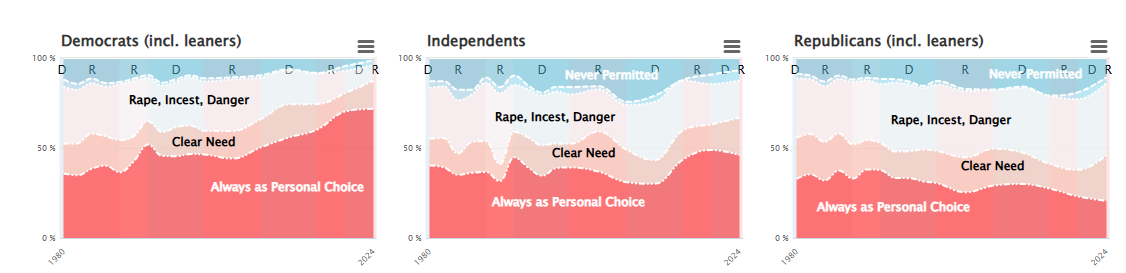 Democrats (incl. leaners)
100 %
50 %
0 %
D R R D R D R D R
Rape, Incest, Danger
Clear Need
Always as Personal Choice
1980
2024
Independents
100 %
50 %
0 %
D R R D R D R D R
Never Permitted
Rape, Incest, Danger
Clear Need
Always as Personal Choice
1980
2024
Republicans (incl. leaners)
100 %
50 %
0 %
D R R D R D R D R
Never Permitted
Rape, Incest, Danger
Clear Need
Always as Personal Choice
1980
2024